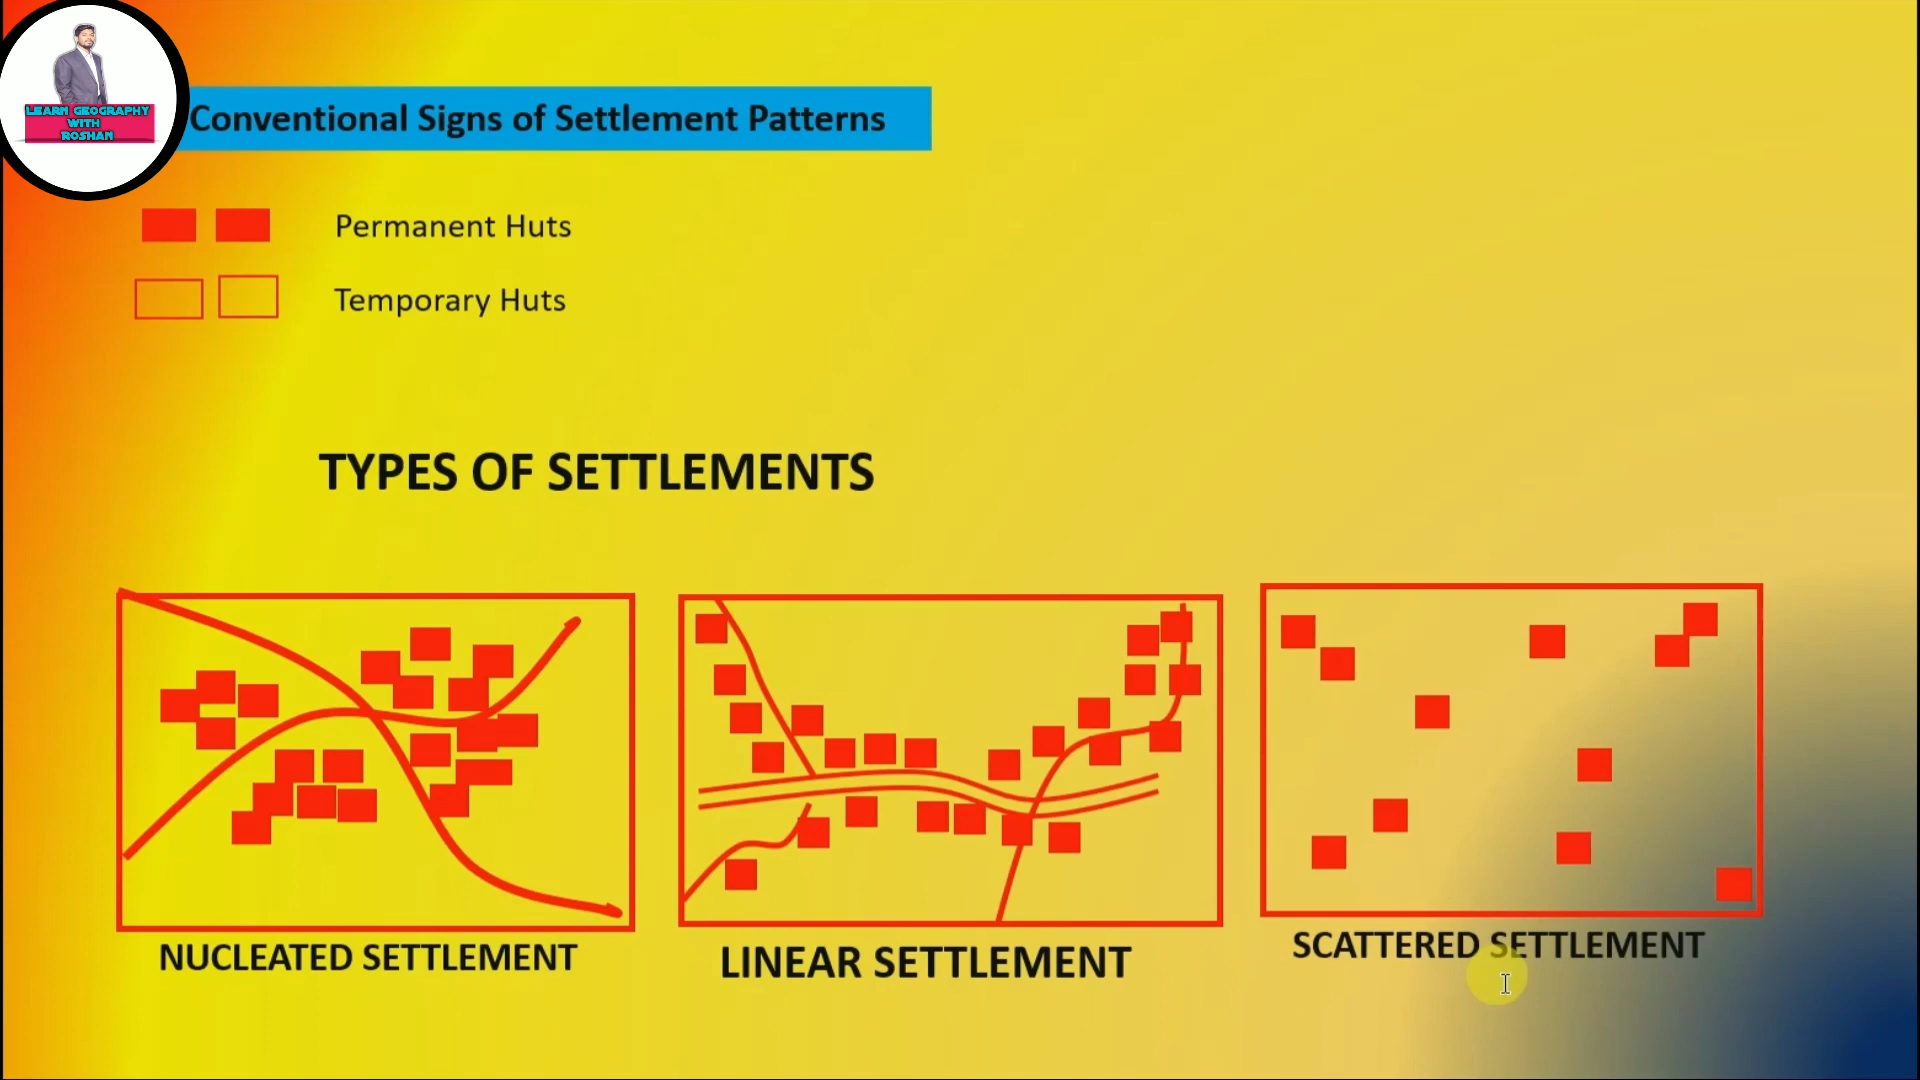 LEARN GEOGRAPHY
WITH
ROSHAN
Conventional Signs of Settlement Patterns
Permanent Huts
Temporary Huts
TYPES OF SETTLEMENTS
NUCLEATED SETTLEMENT
LINEAR SETTLEMENT
SCATTERED SETTLEMENT